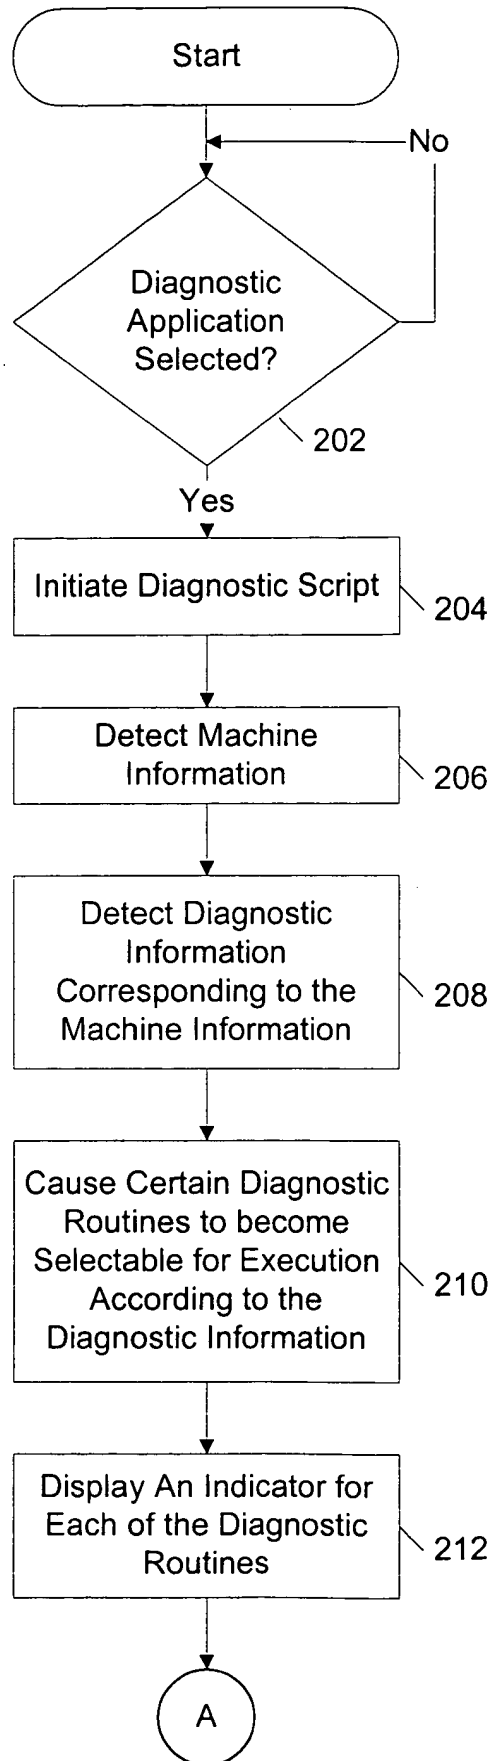 Start
No
Diagnostic
Application
Selected?
202
Yes
Initiate Diagnostic Script
204
Detect Machine
Information
206
Detect Diagnostic
Information
Corresponding to the
Machine Information
208
Cause Certain Diagnostic
Routines to become
Selectable for Execution
According to the
Diagnostic Information
210
Display An Indicator for
Each of the Diagnostic
Routines
212
A